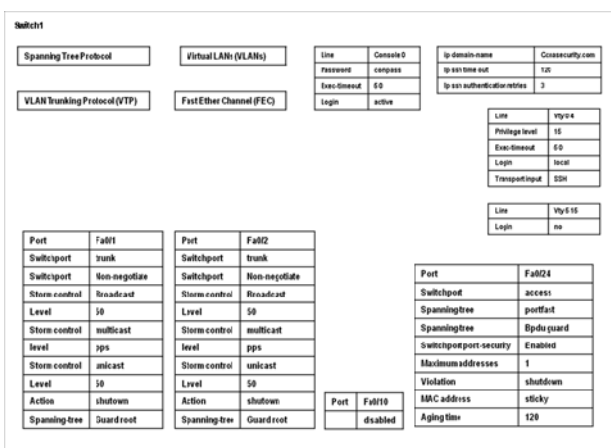 Switch1
Spanning Tree Protocol
Virtual LANs (VLANs)
VLAN Trunking Protocol (VTP)
Fast Ether Channel (FEC)
Line Console 0
Password conpass
Exec-timeout 5 0
Login active
Ip domain-name Ccnasecurity.com
Ip ssh time out 120
Ip ssh authentication retries 3
Line Vty 0 4
Privilege level 15
Exec-timeout 5 0
Login local
Transport input SSH
Line Vty 5 15
Login no
Port Fa0/1
Switchport trunk
Switchport Non-negotiate
Storm control Broadcast
Level 50
Storm control multicast
level pps
Storm control unicast
Level 50
Action shutown
Spanning-tree Guard root
Port Fa0/2
Switchport trunk
Switchport Non-negotiate
Storm control Broadcast
Level 50
Storm control multicast
level pps
Storm control unicast
Level 50
Action shutown
Spanning-tree Guard root
Port Fa0/10
disabled
Port Fa0/24
Switchport access
Spanning tree portfast
Spanning tree Bpdu guard
Switchport port-security Enabled
Maximum addresses 1
Violation shutdown
MAC address sticky
Aging time 120